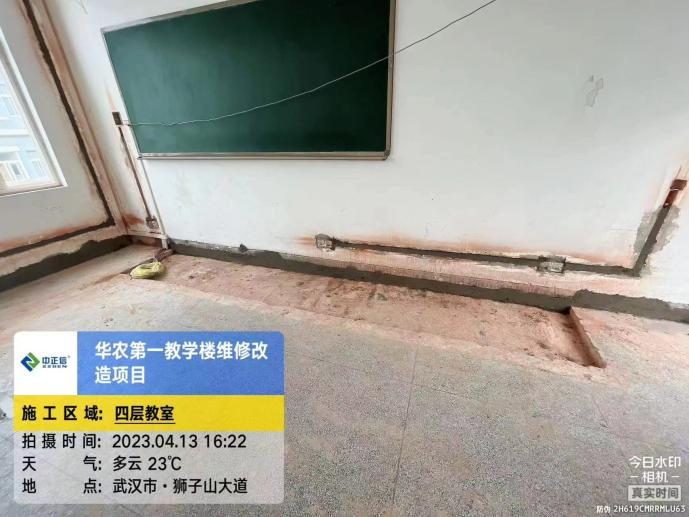 中正信
华农第一教学楼维修改
造项目
施工区域: 四层教室
拍摄时间: 2023.04.13 16:22
天气: 多云 23℃
地点: 武汉市·狮子山大道
今日水印
-相机-
真实时间
防伪 2H619CMRRMLU63